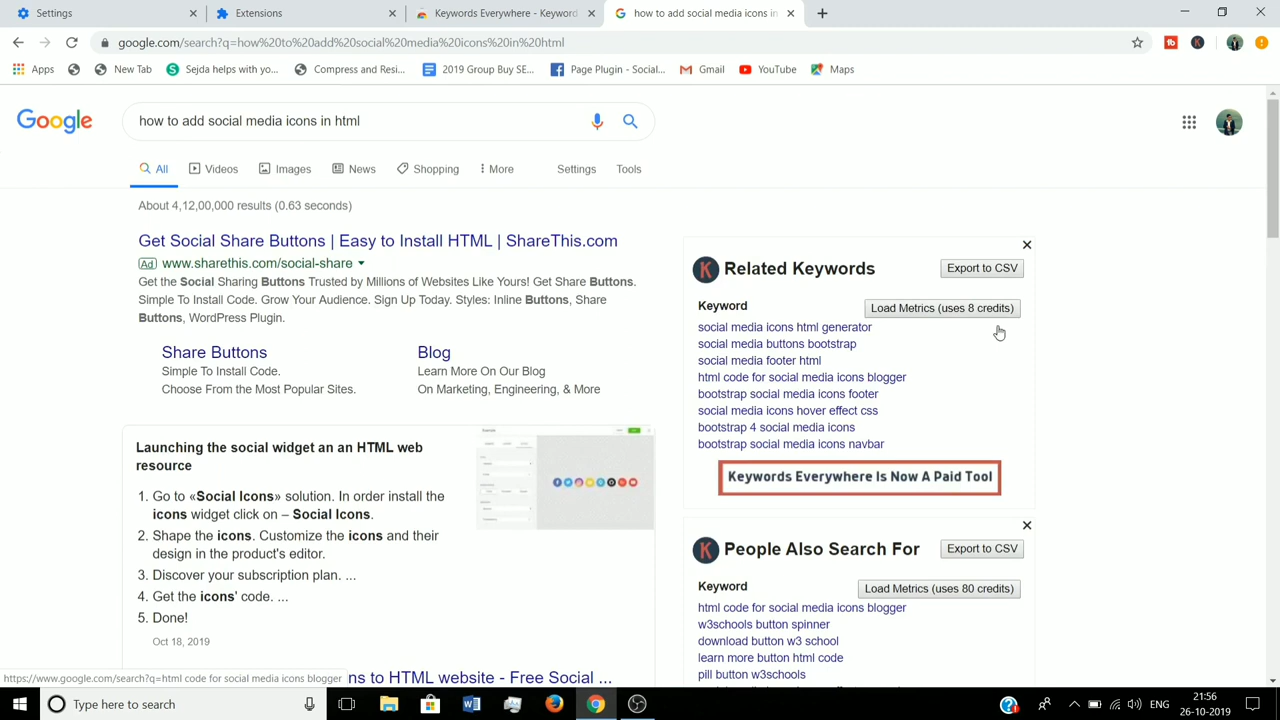 Settings
Extensions
Keywords Everywhere - Keyword
how to add social media icons in
google.com/search?q=how%20to%20add%20social%20media%20icons%20in%20html
Apps
New Tab
Sejda helps with yo...
Compress and Resi...
2019 Group Buy SE...
Page Plugin - Social...
Gmail
YouTube
Maps
Google
how to add social media icons in html
All
Videos
Images
News
Shopping
More
Settings
Tools
About 4,12,00,000 results (0.63 seconds)
Get Social Share Buttons | Easy to Install HTML | ShareThis.com
Ad www.sharethis.com/social-share
Get the Social Sharing Buttons Trusted by Millions of Websites Like Yours! Get Share Buttons.
Simple To Install Code. Grow Your Audience. Sign Up Today. Styles: Inline Buttons, Share
Buttons, WordPress Plugin.
Share Buttons
Simple To Install Code.
Choose From the Most Popular Sites.
Blog
Learn More On Our Blog
On Marketing, Engineering, & More
Launching the social widget an an HTML web
resource
1. Go to «Social Icons» solution. In order install the
icons widget click on – Social Icons.
2. Shape the icons. Customize the icons and their
design in the product's editor.
3. Discover your subscription plan. ...
4. Get the icons' code. ...
5. Done!
Oct 18, 2019
ns to HTML website - Free Social ...
https://www.google.com/search?q=html code for social media icons blogger
K Related Keywords
Export to CSV
Keyword
Load Metrics (uses 8 credits)
social media icons html generator
social media buttons bootstrap
social media footer html
html code for social media icons blogger
bootstrap social media icons footer
social media icons hover effect css
bootstrap 4 social media icons
bootstrap social media icons navbar
Keywords Everywhere Is Now A Paid Tool
K People Also Search For
Export to CSV
Keyword
Load Metrics (uses 80 credits)
html code for social media icons blogger
w3schools button spinner
download button w3 school
learn more button html code
pill button w3schools
Type here to search
ENG
21:56
26-10-2019